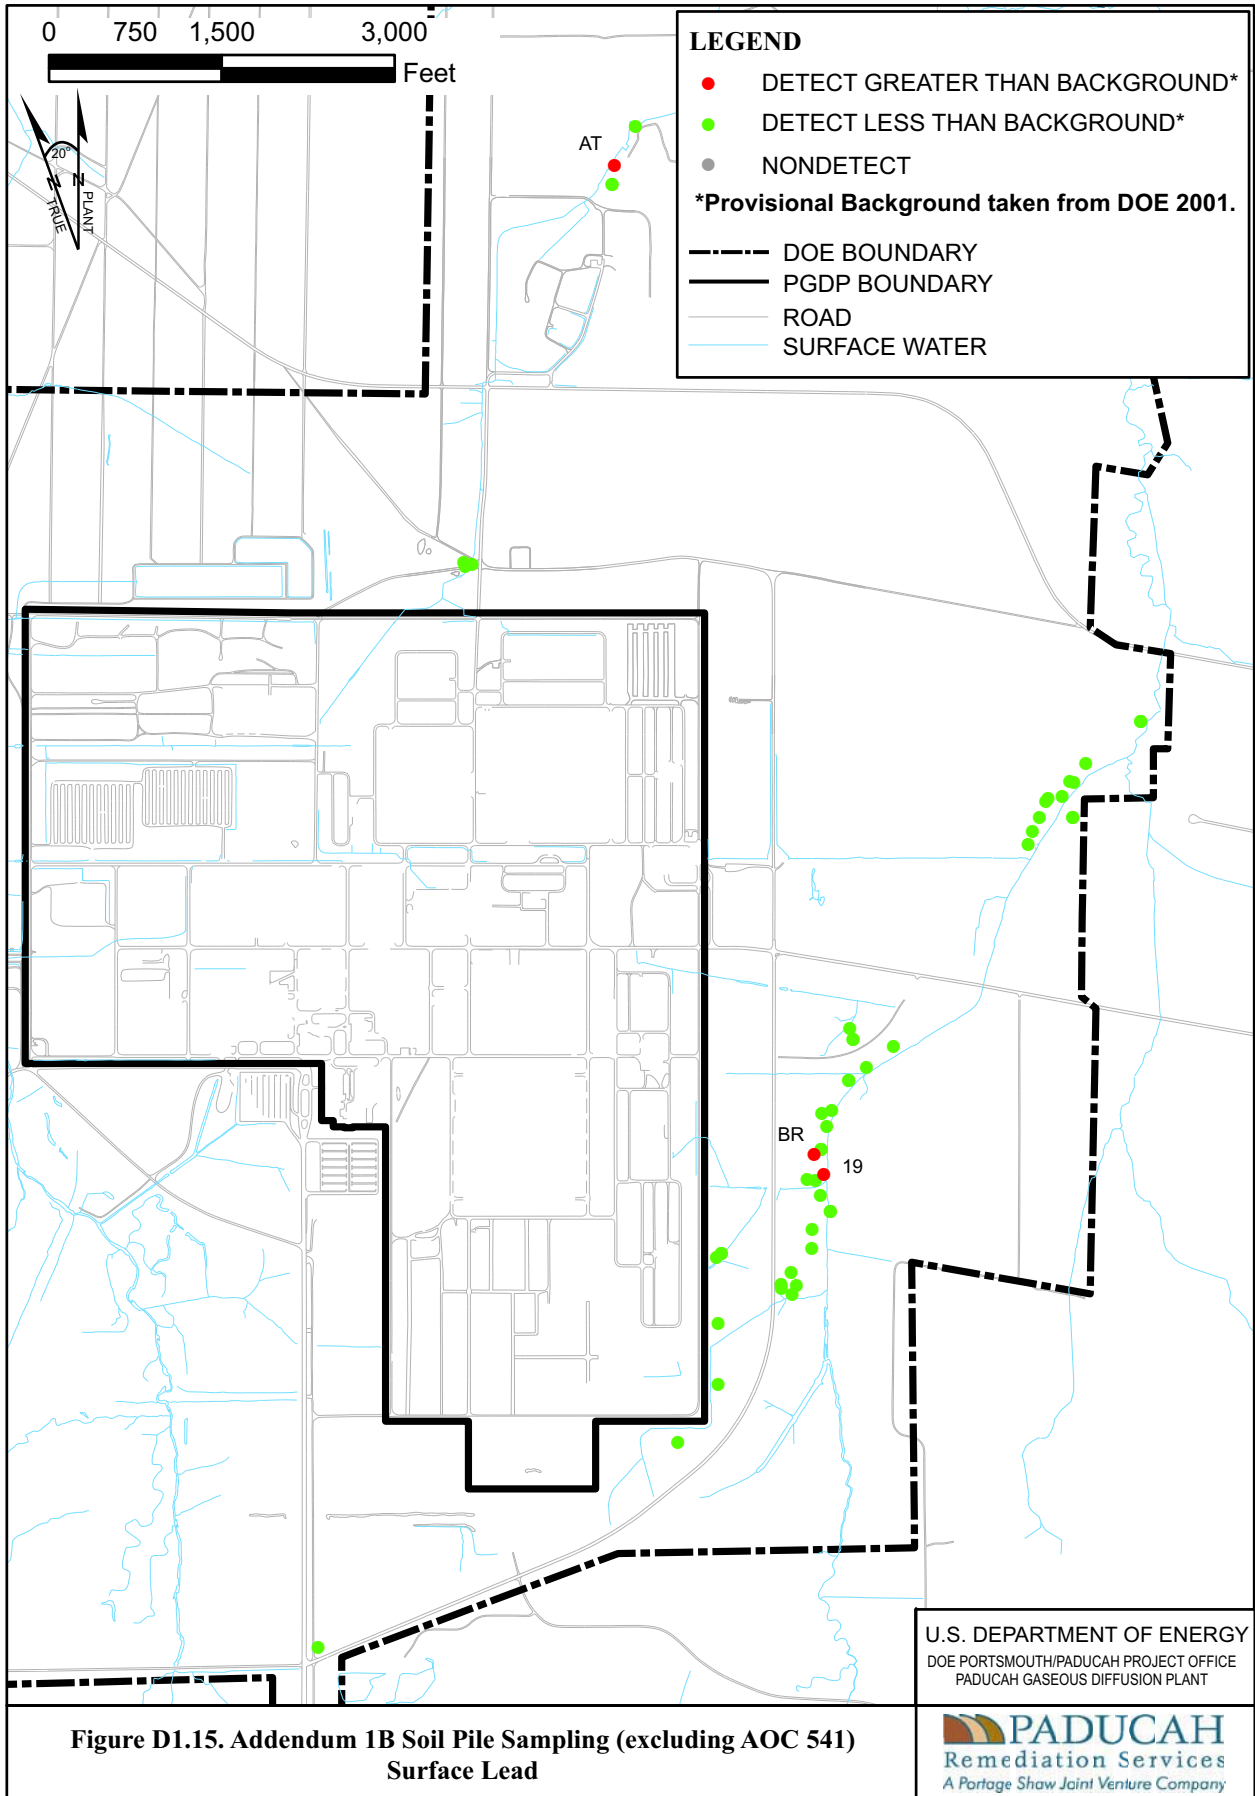 0 750 1,500 3,000
Feet
20°
N
TRUE
N
PLANT
LEGEND
DETECT GREATER THAN BACKGROUND*
DETECT LESS THAN BACKGROUND*
NONDETECT
*Provisional Background taken from DOE 2001.
DOE BOUNDARY
PGDP BOUNDARY
ROAD
SURFACE WATER
AT
BR
19
U.S. DEPARTMENT OF ENERGY
DOE PORTSMOUTH/PADUCAH PROJECT OFFICE
PADUCAH GASEOUS DIFFUSION PLANT
Figure D1.15. Addendum 1B Soil Pile Sampling (excluding AOC 541)
Surface Lead
PADUCAH
Remediation Services
A Portage Shaw Joint Venture Company